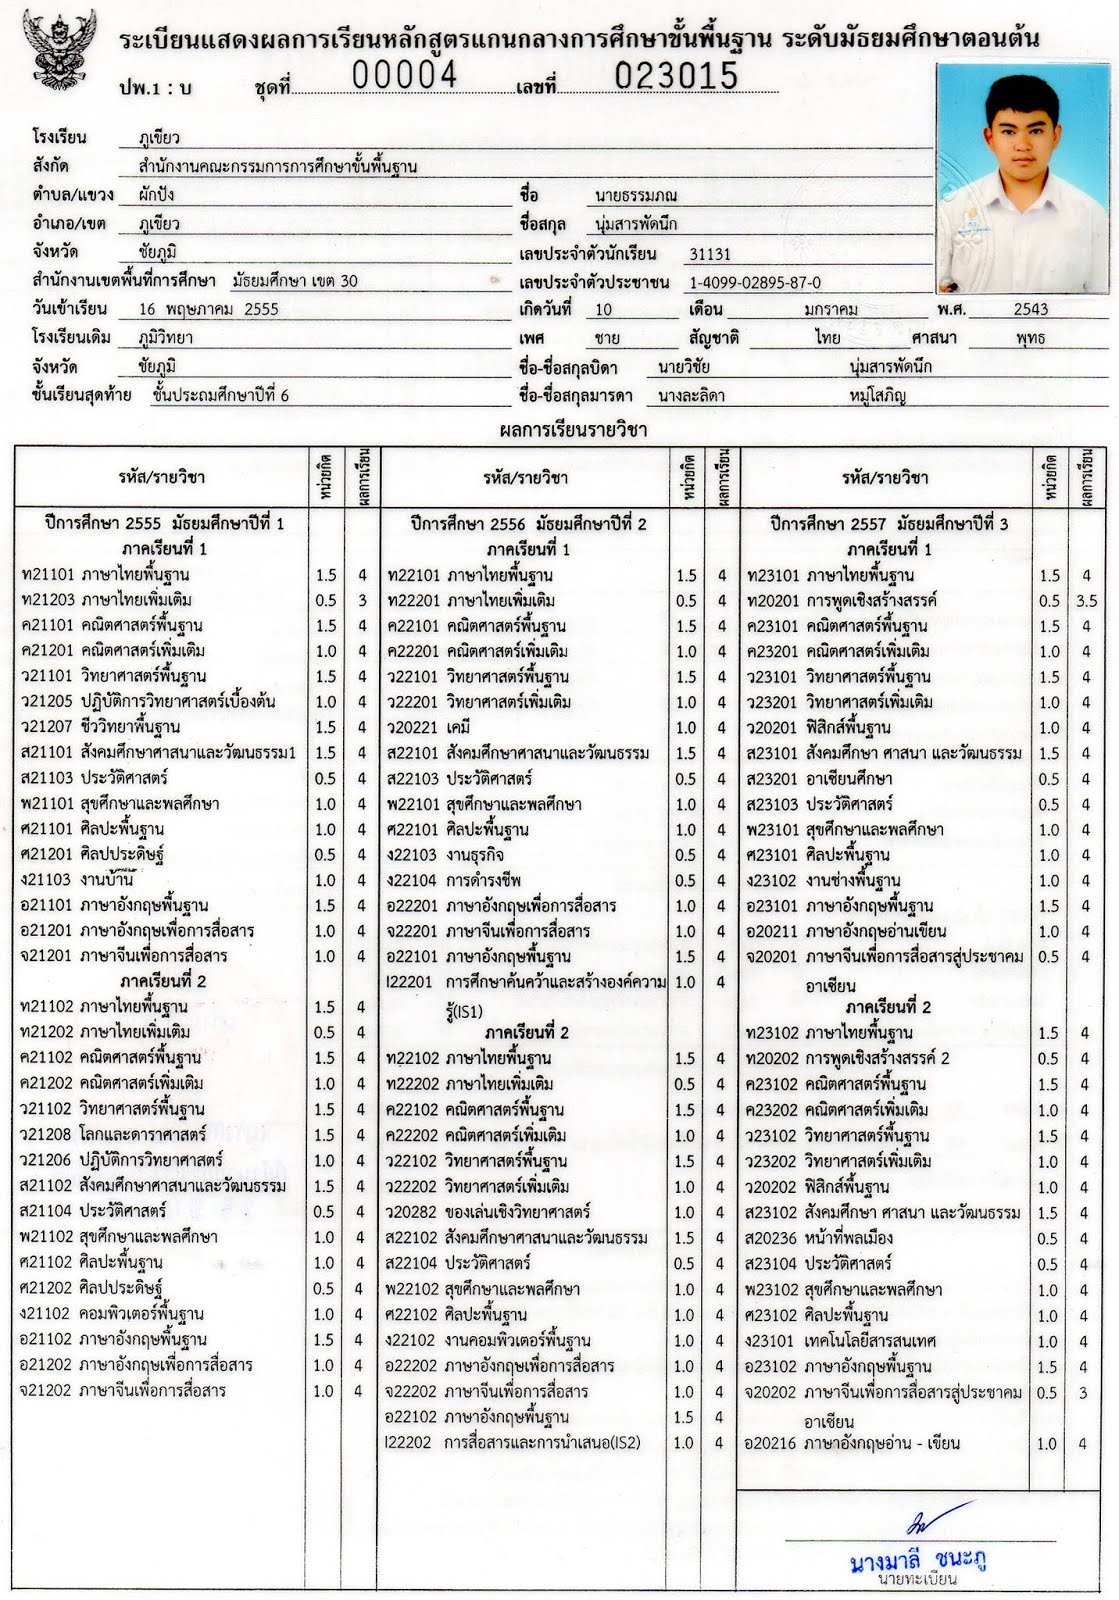 ระเบียนแสดงผลการเรียนหลักสูตรแกนกลางการศึกษาขั้นพื้นฐาน ระดับมัธยมศึกษาตอนต้น
ปพ.1 : บ ชุดที่ 00004 เลขที่ 023015
โรงเรียน ภูเขียว
สังกัด สำนักงานคณะกรรมการการศึกษาขั้นพื้นฐาน
ตำบล/แขวง ผักปัง
อำเภอ/เขต ภูเขียว
จังหวัด ชัยภูมิ
สำนักงานเขตพื้นที่การศึกษา มัธยมศึกษา เขต 30
วันเข้าเรียน 16 พฤษภาคม 2555
โรงเรียนเดิม ภูมิวิทยา
จังหวัด ชัยภูมิ
ชั้นเรียนสุดท้าย ชั้นประถมศึกษาปีที่ 6
ชื่อ นายธรรมภณ
ชื่อสกุล นุ่มสารพัดนึก
เลขประจำตัวนักเรียน 31131
เลขประจำตัวประชาชน 1-4099-02895-87-0
เกิดวันที่ 10 เดือน มกราคม พ.ศ. 2543
เพศ ชาย สัญชาติ ไทย ศาสนา พุทธ
ชื่อ-ชื่อสกุลบิดา นายวิชัย นุ่มสารพัดนึก
ชื่อ-ชื่อสกุลมารดา นางละลิดา หมู่โสภิญ
ผลการเรียนรายวิชา
รหัส/รายวิชา หน่วยกิต ผลการเรียน
ปีการศึกษา 2555 มัธยมศึกษาปีที่ 1
ภาคเรียนที่ 1
ท21101 ภาษาไทยพื้นฐาน 1.5 4
ท21203 ภาษาไทยเพิ่มเติม 0.5 3
ค21101 คณิตศาสตร์พื้นฐาน 1.5 4
ค21201 คณิตศาสตร์เพิ่มเติม 1.0 4
ว21101 วิทยาศาสตร์พื้นฐาน 1.5 4
ว21205 ปฏิบัติการวิทยาศาสตร์เบื้องต้น 1.0 4
ว21207 ชีววิทยาพื้นฐาน 1.5 4
ส21101 สังคมศึกษาศาสนาและวัฒนธรรม1 1.5 4
ส21103 ประวัติศาสตร์ 0.5 4
พ21101 สุขศึกษาและพลศึกษา 1.0 4
ศ21101 ศิลปะพื้นฐาน 1.0 4
ศ21201 ศิลปประดิษฐ์ 0.5 4
ง21103 งานบ้าน 1.0 4
อ21101 ภาษาอังกฤษพื้นฐาน 1.5 4
อ21201 ภาษาอังกฤษเพื่อการสื่อสาร 1.0 4
จ21201 ภาษาจีนเพื่อการสื่อสาร 1.0 4
ภาคเรียนที่ 2
ท21102 ภาษาไทยพื้นฐาน 1.5 4
ท21202 ภาษาไทยเพิ่มเติม 0.5 4
ค21102 คณิตศาสตร์พื้นฐาน 1.5 4
ค21202 คณิตศาสตร์เพิ่มเติม 1.0 4
ว21102 วิทยาศาสตร์พื้นฐาน 1.5 4
ว21208 โลกและดาราศาสตร์ 1.5 4
ว21206 ปฏิบัติการวิทยาศาสตร์ 1.0 4
ส21102 สังคมศึกษาศาสนาและวัฒนธรรม 1.5 4
ส21104 ประวัติศาสตร์ 0.5 4
พ21102 สุขศึกษาและพลศึกษา 1.0 4
ศ21102 ศิลปะพื้นฐาน 1.0 4
ศ21202 ศิลปประดิษฐ์ 0.5 4
ง21102 คอมพิวเตอร์พื้นฐาน 1.0 4
อ21102 ภาษาอังกฤษพื้นฐาน 1.5 4
อ21202 ภาษาอังกฤษเพื่อการสื่อสาร 1.0 4
จ21202 ภาษาจีนเพื่อการสื่อสาร 1.0 4
รหัส/รายวิชา หน่วยกิต ผลการเรียน
ปีการศึกษา 2556 มัธยมศึกษาปีที่ 2
ภาคเรียนที่ 1
ท22101 ภาษาไทยพื้นฐาน 1.5 4
ท22201 ภาษาไทยเพิ่มเติม 0.5 4
ค22101 คณิตศาสตร์พื้นฐาน 1.5 4
ค22201 คณิตศาสตร์เพิ่มเติม 1.0 4
ว22101 วิทยาศาสตร์พื้นฐาน 1.5 4
ว22201 วิทยาศาสตร์เพิ่มเติม 1.0 4
ว20221 เคมี 1.0 4
ส22101 สังคมศึกษาศาสนาและวัฒนธรรม 1.5 4
ส22103 ประวัติศาสตร์ 0.5 4
พ22101 สุขศึกษาและพลศึกษา 1.0 4
ศ22101 ศิลปะพื้นฐาน 1.0 4
ง22103 งานธุรกิจ 0.5 4
ง22104 การดำรงชีพ 0.5 4
อ22201 ภาษาอังกฤษเพื่อการสื่อสาร 1.0 4
จ22201 ภาษาจีนเพื่อการสื่อสาร 1.0 4
อ22101 ภาษาอังกฤษพื้นฐาน 1.5 4
I22201 การศึกษาค้นคว้าและสร้างองค์ความ 1.0 4
รู้(IS1)
ภาคเรียนที่ 2
ท22102 ภาษาไทยพื้นฐาน 1.5 4
ท22202 ภาษาไทยเพิ่มเติม 0.5 4
ค22102 คณิตศาสตร์พื้นฐาน 1.5 4
ค22202 คณิตศาสตร์เพิ่มเติม 1.0 4
ว22102 วิทยาศาสตร์พื้นฐาน 1.5 4
ว22202 วิทยาศาสตร์เพิ่มเติม 1.0 4
ว20282 ของเล่นเชิงวิทยาศาสตร์ 1.0 4
ส22102 สังคมศึกษาศาสนาและวัฒนธรรม 1.5 4
ส22104 ประวัติศาสตร์ 0.5 4
พ22102 สุขศึกษาและพลศึกษา 1.0 4
ศ22102 ศิลปะพื้นฐาน 1.0 4
ง22102 งานคอมพิวเตอร์พื้นฐาน 1.0 4
อ22202 ภาษาอังกฤษเพื่อการสื่อสาร 1.0 4
จ22202 ภาษาจีนเพื่อการสื่อสาร 1.0 4
อ22102 ภาษาอังกฤษพื้นฐาน 1.5 4
I22202 การสื่อสารและการนำเสนอ(IS2) 1.0 4
รหัส/รายวิชา หน่วยกิต ผลการเรียน
ปีการศึกษา 2557 มัธยมศึกษาปีที่ 3
ภาคเรียนที่ 1
ท23101 ภาษาไทยพื้นฐาน 1.5 4
ท20201 การพูดเชิงสร้างสรรค์ 0.5 3.5
ค23101 คณิตศาสตร์พื้นฐาน 1.5 4
ค23201 คณิตศาสตร์เพิ่มเติม 1.0 4
ว23101 วิทยาศาสตร์พื้นฐาน 1.5 4
ว23201 วิทยาศาสตร์เพิ่มเติม 1.0 4
ว20201 ฟิสิกส์พื้นฐาน 1.0 4
ส23101 สังคมศึกษา ศาสนา และวัฒนธรรม 1.5 4
ส23201 อาเซียนศึกษา 0.5 4
ส23103 ประวัติศาสตร์ 0.5 4
พ23101 สุขศึกษาและพลศึกษา 1.0 4
ศ23101 ศิลปะพื้นฐาน 1.0 4
ง23102 งานช่างพื้นฐาน 1.0 4
อ23101 ภาษาอังกฤษพื้นฐาน 1.5 4
อ20211 ภาษาอังกฤษอ่านเขียน 1.0 4
จ20201 ภาษาจีนเพื่อการสื่อสารสู่ประชาคม 0.5 4
อาเซียน
ภาคเรียนที่ 2
ท23102 ภาษาไทยพื้นฐาน 1.5 4
ท20202 การพูดเชิงสร้างสรรค์ 2 0.5 4
ค23102 คณิตศาสตร์พื้นฐาน 1.5 4
ค23202 คณิตศาสตร์เพิ่มเติม 1.0 4
ว23102 วิทยาศาสตร์พื้นฐาน 1.5 4
ว23202 วิทยาศาสตร์เพิ่มเติม 1.0 4
ว20202 ฟิสิกส์พื้นฐาน 1.0 4
ส23102 สังคมศึกษา ศาสนา และวัฒนธรรม 1.5 4
ส20236 หน้าที่พลเมือง 0.5 4
ส23104 ประวัติศาสตร์ 0.5 4
พ23102 สุขศึกษาและพลศึกษา 1.0 4
ศ23102 ศิลปะพื้นฐาน 1.0 4
ง23101 เทคโนโลยีสารสนเทศ 1.0 4
อ23102 ภาษาอังกฤษพื้นฐาน 1.5 4
จ20202 ภาษาจีนเพื่อการสื่อสารสู่ประชาคม 0.5 3
อาเซียน
อ20216 ภาษาอังกฤษอ่าน - เขียน 1.0 4
นางมาลี ชนะภู
นายทะเบียน